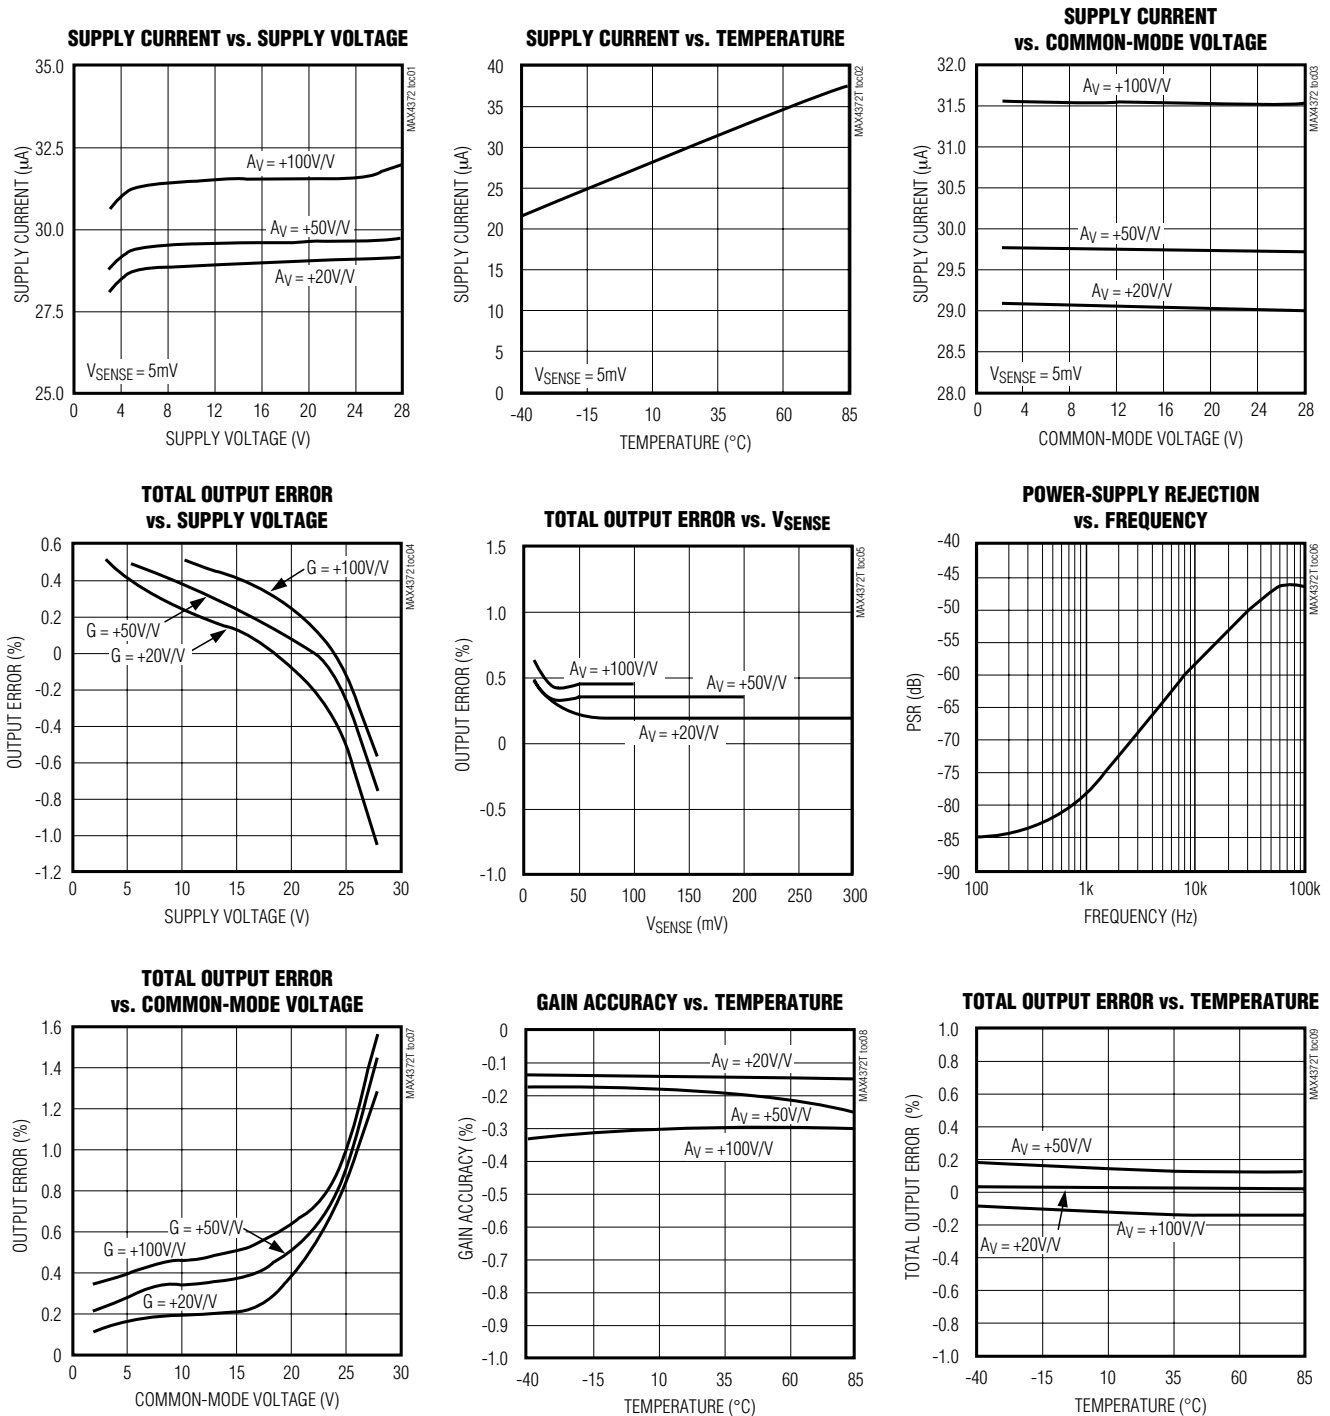 SUPPLY CURRENT vs. SUPPLY VOLTAGE
35.0
32.5
30.0
27.5
25.0
SUPPLY CURRENT (μA)
AV = +100V/V
AV = +50V/V
AV = +20V/V
VSENSE = 5mV
0 4 8 12 16 20 24 28
SUPPLY VOLTAGE (V)
MAX4372 toc01
SUPPLY CURRENT vs. TEMPERATURE
40
35
30
25
20
15
10
5
0
SUPPLY CURRENT (μA)
VSENSE = 5mV
-40 -15 10 35 60 85
TEMPERATURE (°C)
MAX4372T toc02
SUPPLY CURRENT
vs. COMMON-MODE VOLTAGE
32.0
31.5
31.0
30.5
30.0
29.5
29.0
28.5
28.0
SUPPLY CURRENT (μA)
AV = +100V/V
AV = +50V/V
AV = +20V/V
VSENSE = 5mV
0 4 8 12 16 20 24 28
COMMON-MODE VOLTAGE (V)
MAX4372 toc03
TOTAL OUTPUT ERROR
vs. SUPPLY VOLTAGE
0.6
0.4
0.2
0
-0.2
-0.4
-0.6
-0.8
-1.0
-1.2
OUTPUT ERROR (%)
G = +100V/V
G = +50V/V
G = +20V/V
0 5 10 15 20 25 30
SUPPLY VOLTAGE (V)
MAX4372 toc04
TOTAL OUTPUT ERROR vs. VSENSE
1.5
1.0
0.5
0
-0.5
-1.0
OUTPUT ERROR (%)
AV = +100V/V
AV = +50V/V
AV = +20V/V
0 50 100 150 200 250 300
VSENSE (mV)
MAX4372T toc05
POWER-SUPPLY REJECTION
vs. FREQUENCY
-40
-45
-50
-55
-60
-65
-70
-75
-80
-85
-90
PSR (dB)
100 1k 10k 100k
FREQUENCY (Hz)
MAX4372T toc06
TOTAL OUTPUT ERROR
vs. COMMON-MODE VOLTAGE
1.6
1.4
1.2
1.0
0.8
0.6
0.4
0.2
0
OUTPUT ERROR (%)
G = +50V/V
G = +100V/V
G = +20V/V
0 5 10 15 20 25 30
COMMON-MODE VOLTAGE (V)
MAX4372T toc07
GAIN ACCURACY vs. TEMPERATURE
0
-0.1
-0.2
-0.3
-0.4
-0.5
-0.6
-0.7
-0.8
-0.9
-1.0
GAIN ACCURACY (%)
AV = +20V/V
AV = +50V/V
AV = +100V/V
-40 -15 10 35 60 85
TEMPERATURE (°C)
MAX4372T toc08
TOTAL OUTPUT ERROR vs. TEMPERATURE
1.0
0.8
0.6
0.4
0.2
0
-0.2
-0.4
-0.6
-0.8
-1.0
TOTAL OUTPUT ERROR (%)
AV = +50V/V
AV = +100V/V
AV = +20V/V
-40 -15 10 35 60 85
TEMPERATURE (°C)
MAX4372T toc09